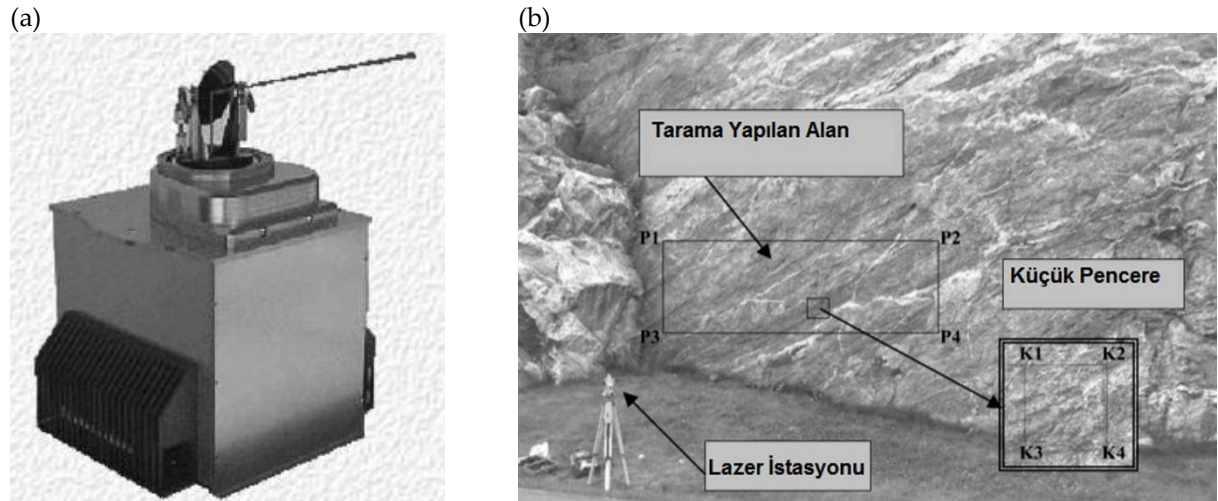 (a)
(b)
Tarama Yapılan Alan
P1
P2
Küçük Pencere
P3
P4
K1
K2
K3
K4
Lazer İstasyonu